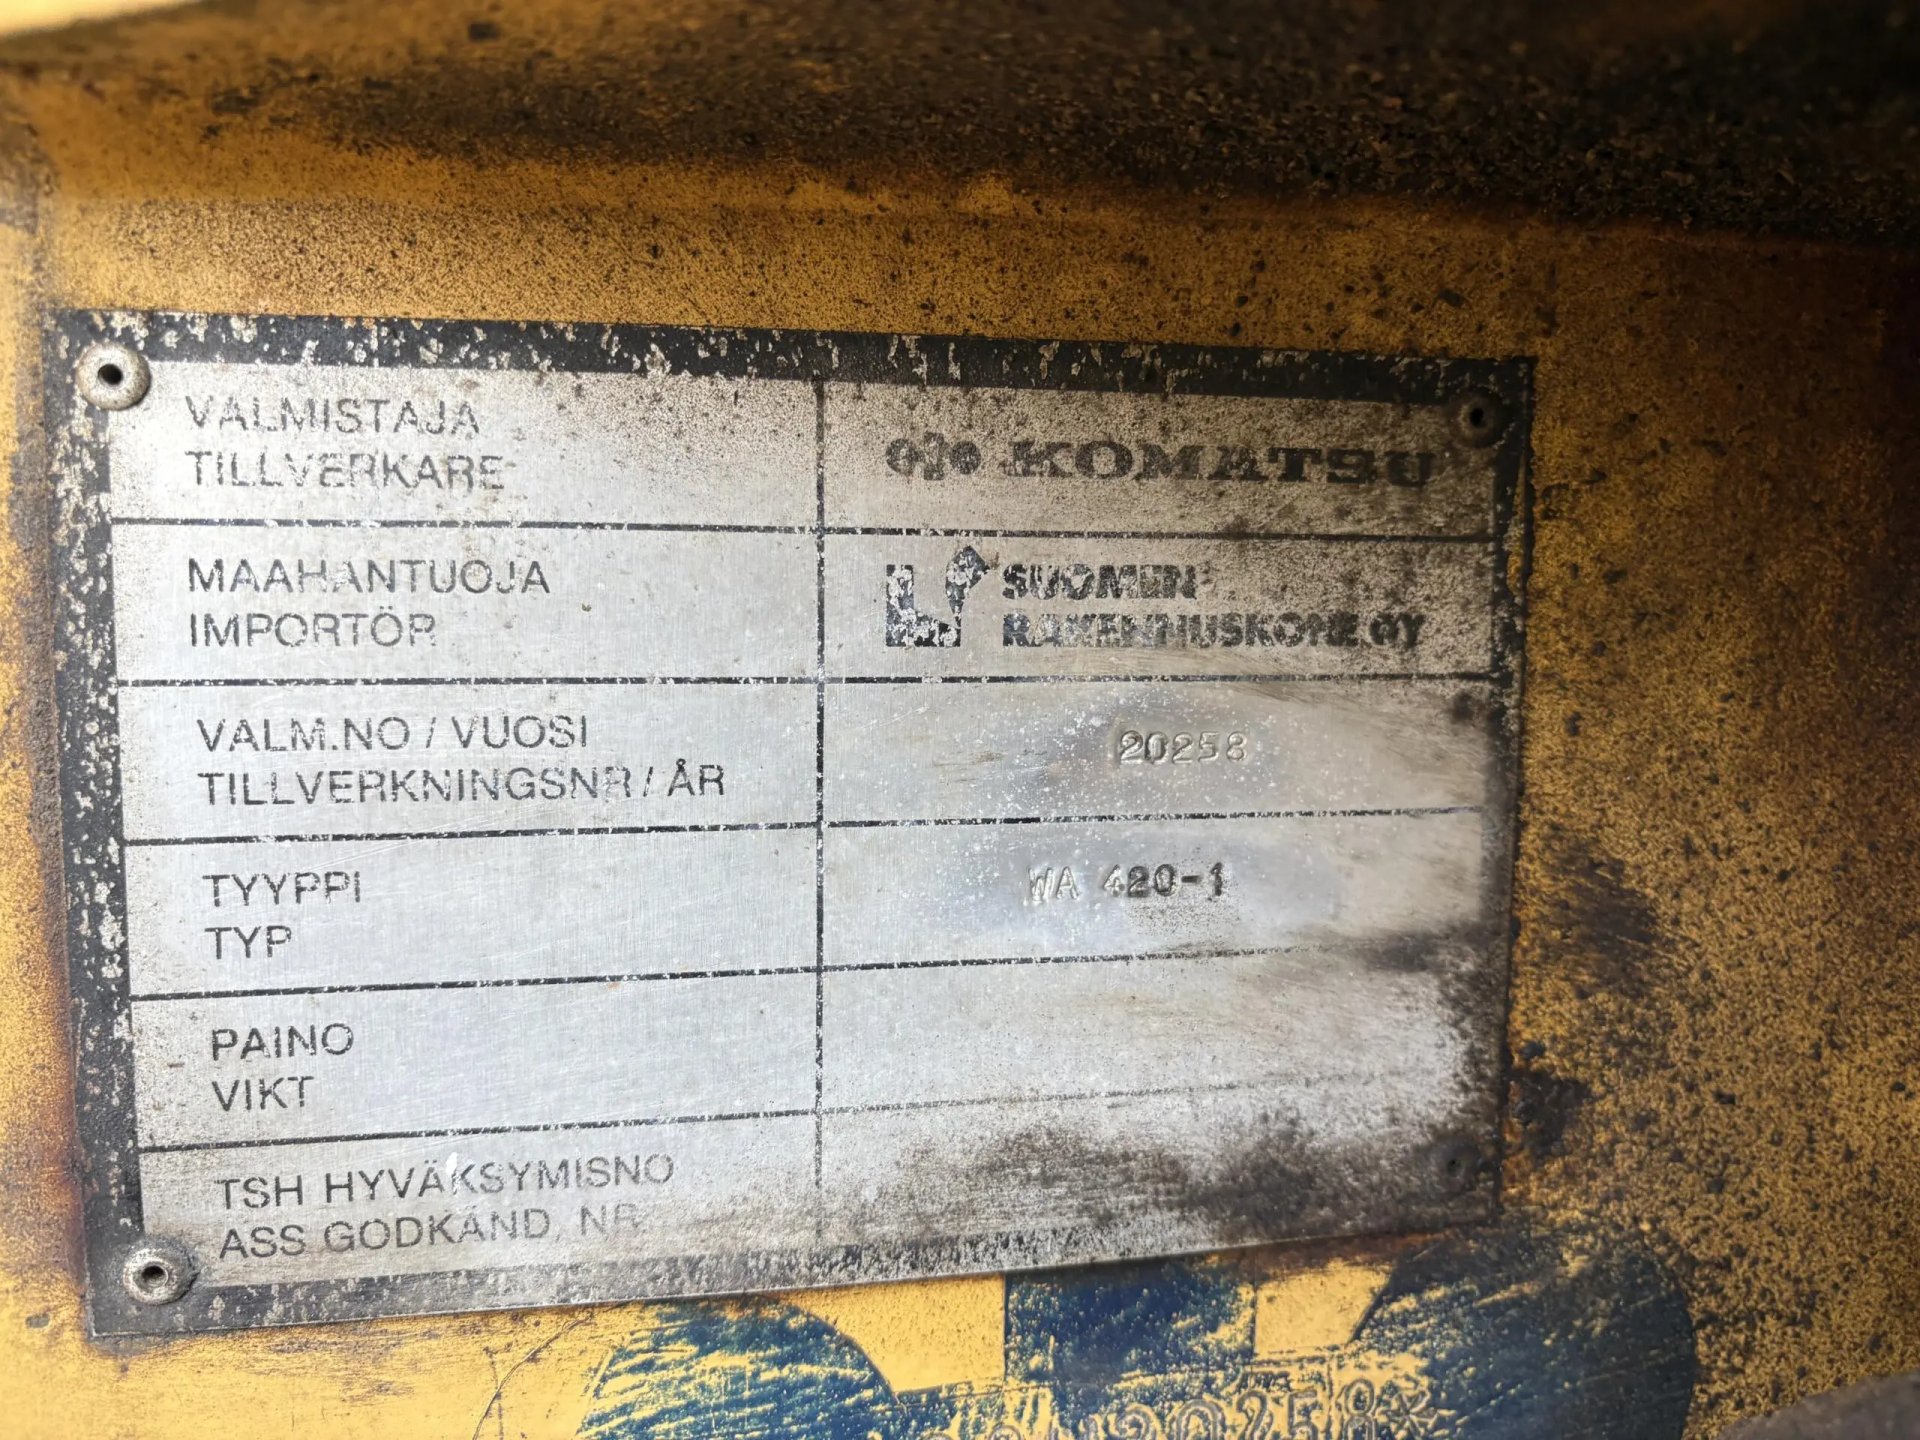 VALMISTAJA
TILLVERKARE
KOMATSU
MAAHANTUOJA
IMPORTÖR
SUOMEN
RAKENNUSKONE OY
VALM.NO / VUOSI
TILLVERKNINGSNR / ÅR
20258
TYYPPI
TYP
WA 420-1
PAINO
VIKT
TSH HYVÄKSYMISNO
ASS GODKÄND, NR
20258*